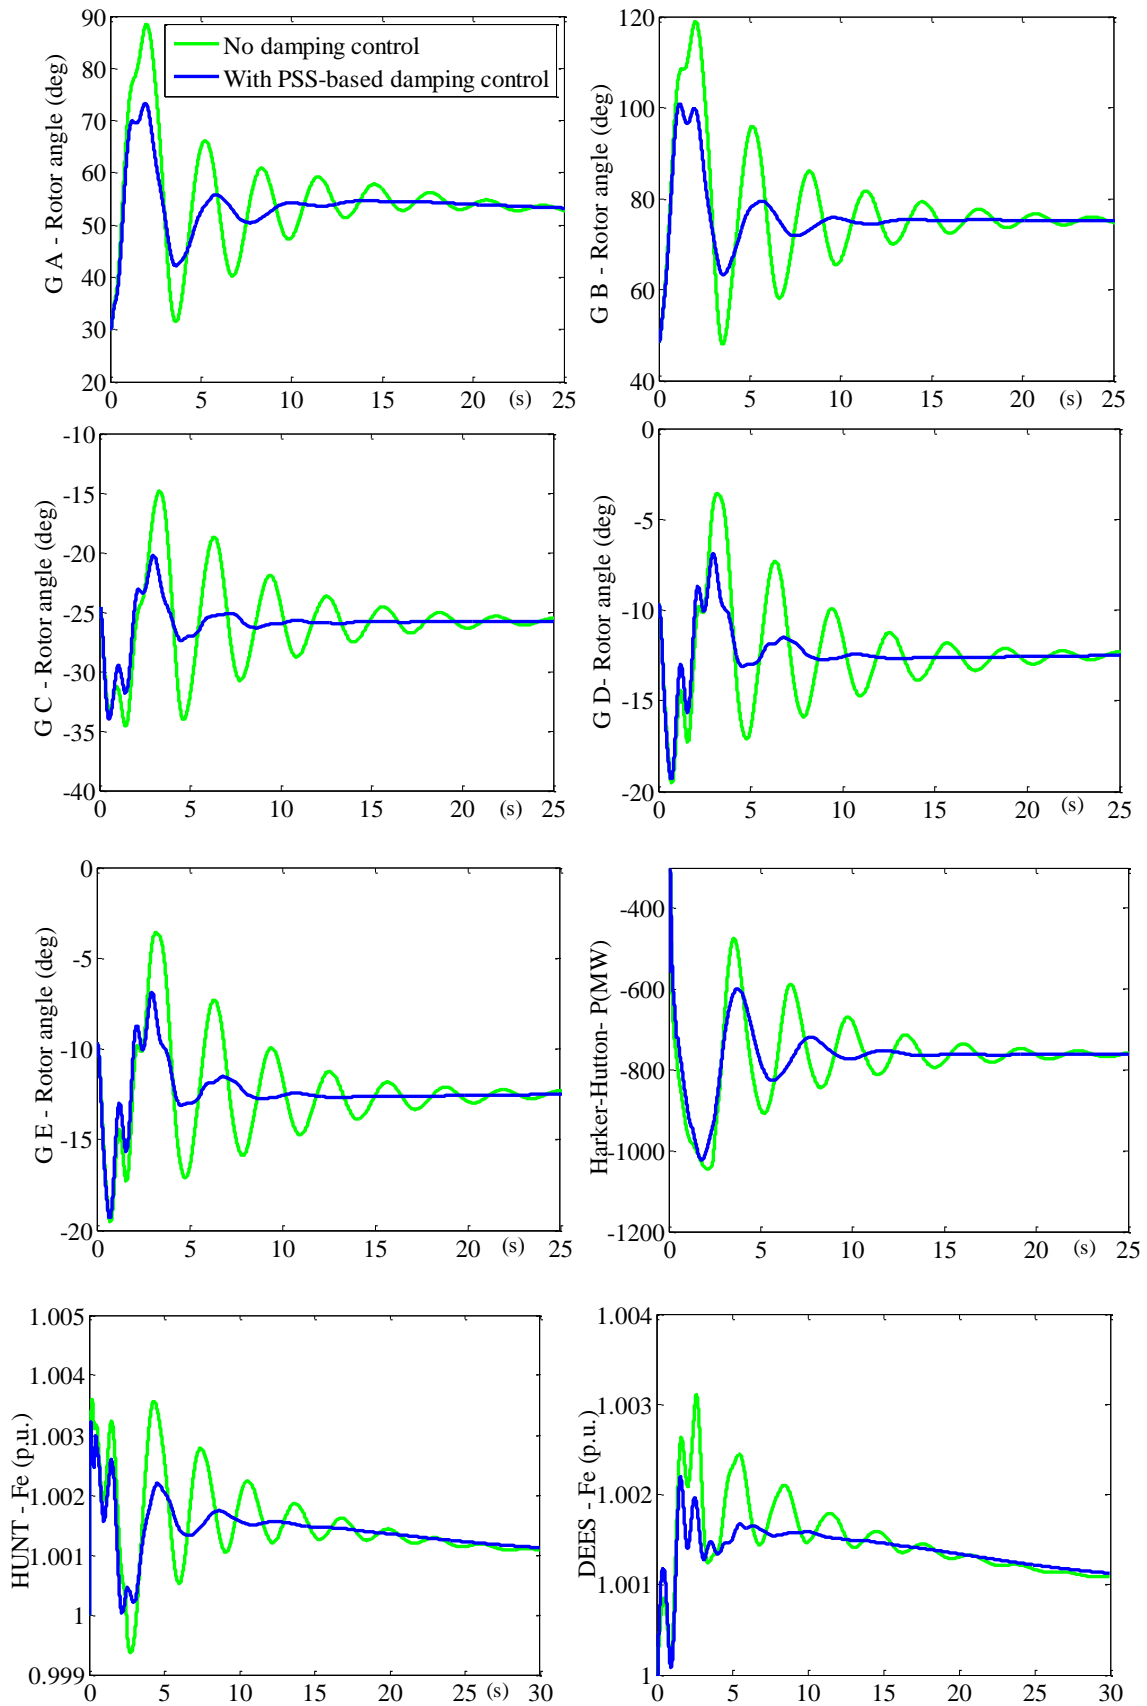 No damping control
With PSS-based damping control
G A - Rotor angle (deg)
90
80
70
60
50
40
30
20
0 5 10 15 20 (s) 25
G B - Rotor angle (deg)
120
100
80
60
40
0 5 10 15 20 (s) 25
G C - Rotor angle (deg)
-10
-15
-20
-25
-30
-35
-40
0 5 10 15 20 (s) 25
G D- Rotor angle (deg)
0
-5
-10
-15
-20
0 5 10 15 20 (s) 25
G E - Rotor angle (deg)
0
-5
-10
-15
-20
0 5 10 15 20 (s) 25
Harker-Hutton- P(MW)
-400
-600
-800
-1000
-1200
0 5 10 15 20 (s) 25
HUNT - Fe (p.u.)
1.005
1.004
1.003
1.002
1.001
1
0.999
0 5 10 15 20 25 (s) 30
DEES - Fe (p.u.)
1.004
1.003
1.002
1.001
1
0 5 10 15 20 25 (s) 30